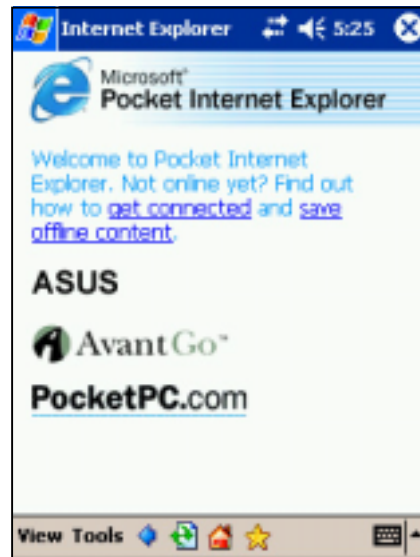 Internet Explorer 5:25
Microsoft®
Pocket Internet Explorer
Welcome to Pocket Internet
Explorer. Not online yet? Find out
how to get connected and save
offline content.
ASUS
AvantGo™
PocketPC.com
View Tools